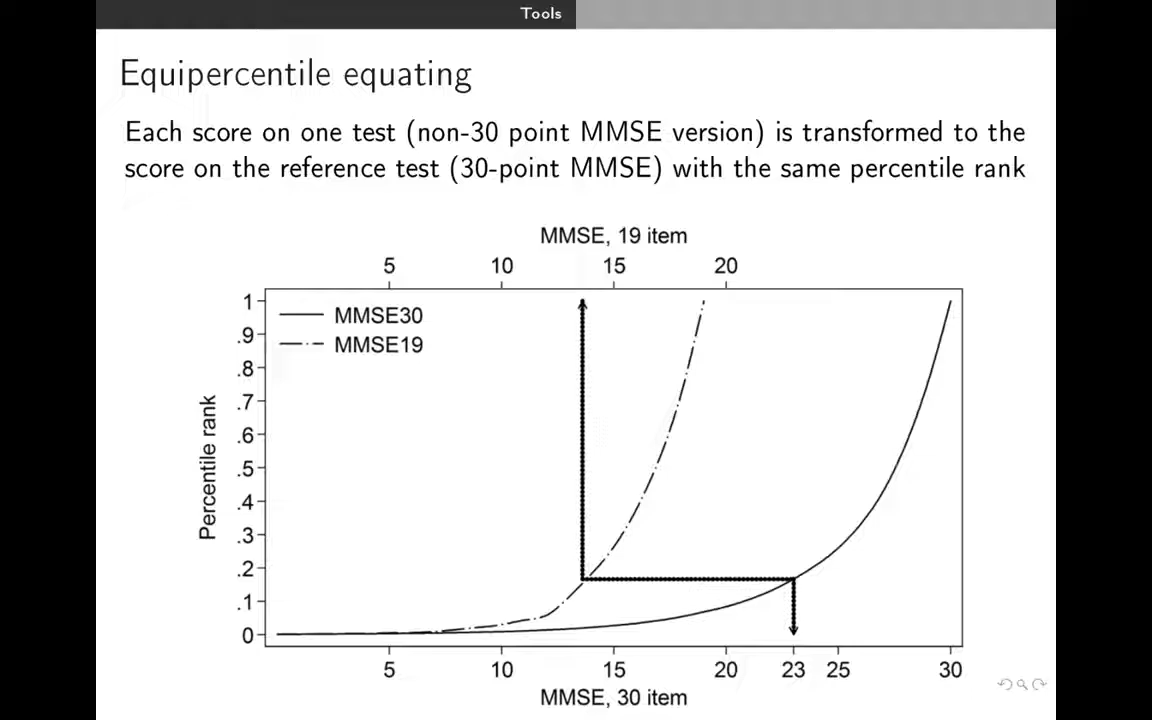 Tools
Equipercentile equating
Each score on one test (non-30 point MMSE version) is transformed to the
score on the reference test (30-point MMSE) with the same percentile rank
MMSE, 19 item
5 10 15 20
MMSE30
MMSE19
Percentile rank
1
.9
.8
.7
.6
.5
.4
.3
.2
.1
0
5 10 15 20 23 25 30
MMSE, 30 item